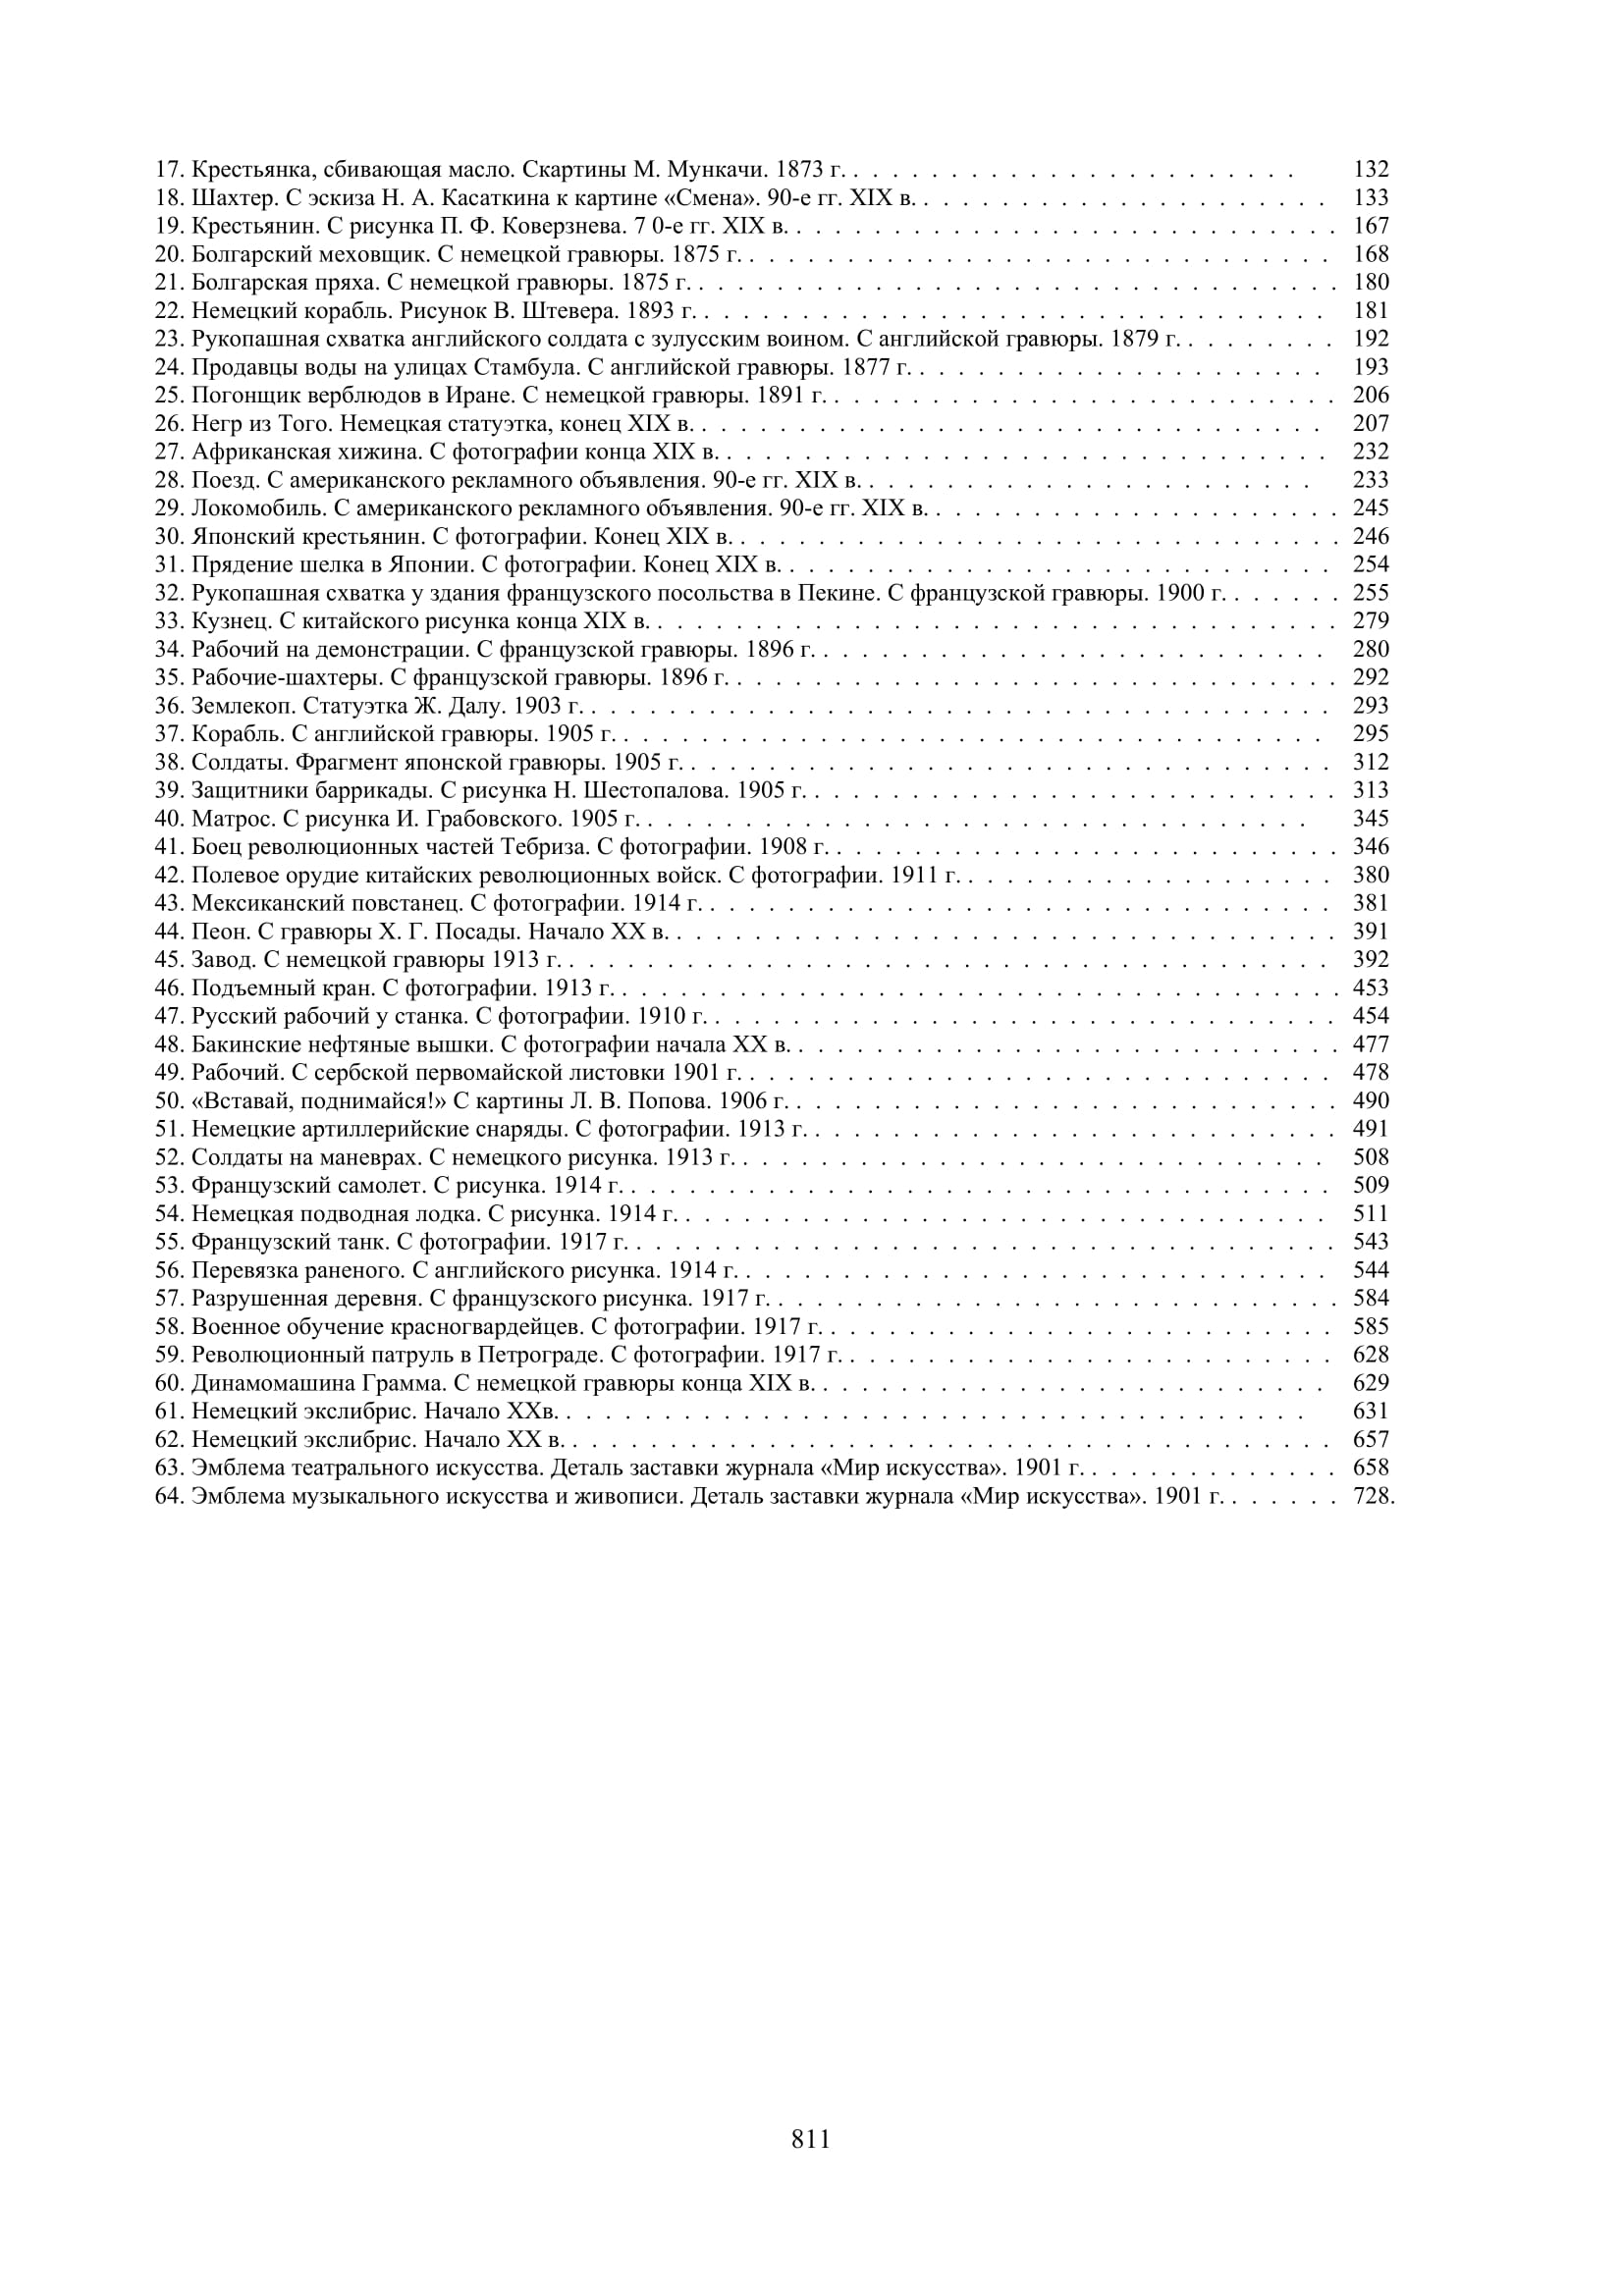 17. Крестьянка, сбивающая масло. Скартины М. Мункачи. 1873 г. . . . . . . . . . . . . . . . . . . . . . . . 132
18. Шахтер. С эскиза Н. А. Касаткина к картине «Смена». 90-е гг. XIX в. . . . . . . . . . . . . . . . . . . . . . 133
19. Крестьянин. С рисунка П. Ф. Коверзнева. 7 0-е гг. XIX в. . . . . . . . . . . . . . . . . . . . . . . . . . . . . 167
20. Болгарский меховщик. С немецкой гравюры. 1875 г. . . . . . . . . . . . . . . . . . . . . . . . . . . . . . . 168
21. Болгарская пряха. С немецкой гравюры. 1875 г. . . . . . . . . . . . . . . . . . . . . . . . . . . . . . . . . . 180
22. Немецкий корабль. Рисунок В. Штевера. 1893 г. . . . . . . . . . . . . . . . . . . . . . . . . . . . . . . . . 181
23. Рукопашная схватка английского солдата с зулусским воином. С английской гравюры. 1879 г. . . . . . . . . 192
24. Продавцы воды на улицах Стамбула. С английской гравюры. 1877 г. . . . . . . . . . . . . . . . . . . . . . 193
25. Погонщик верблюдов в Иране. С немецкой гравюры. 1891 г. . . . . . . . . . . . . . . . . . . . . . . . . . . 206
26. Негр из Того. Немецкая статуэтка, конец XIX в. . . . . . . . . . . . . . . . . . . . . . . . . . . . . . . . . 207
27. Африканская хижина. С фотографии конца XIX в. . . . . . . . . . . . . . . . . . . . . . . . . . . . . . . . 232
28. Поезд. С американского рекламного объявления. 90-е гг. XIX в. . . . . . . . . . . . . . . . . . . . . . . . 233
29. Локомобиль. С американского рекламного объявления. 90-е гг. XIX в. . . . . . . . . . . . . . . . . . . . . . 245
30. Японский крестьянин. С фотографии. Конец XIX в. . . . . . . . . . . . . . . . . . . . . . . . . . . . . . . . 246
31. Прядение шелка в Японии. С фотографии. Конец XIX в. . . . . . . . . . . . . . . . . . . . . . . . . . . . . 254
32. Рукопашная схватка у здания французского посольства в Пекине. С французской гравюры. 1900 г. . . . . . . 255
33. Кузнец. С китайского рисунка конца XIX в. . . . . . . . . . . . . . . . . . . . . . . . . . . . . . . . . . . . 279
34. Рабочий на демонстрации. С французской гравюры. 1896 г. . . . . . . . . . . . . . . . . . . . . . . . . . . 280
35. Рабочие-шахтеры. С французской гравюры. 1896 г. . . . . . . . . . . . . . . . . . . . . . . . . . . . . . . . 292
36. Землекоп. Статуэтка Ж. Далу. 1903 г. . . . . . . . . . . . . . . . . . . . . . . . . . . . . . . . . . . . . . . 293
37. Корабль. С английской гравюры. 1905 г. . . . . . . . . . . . . . . . . . . . . . . . . . . . . . . . . . . . . 295
38. Солдаты. Фрагмент японской гравюры. 1905 г. . . . . . . . . . . . . . . . . . . . . . . . . . . . . . . . . . 312
39. Защитники баррикады. С рисунка Н. Шестопалова. 1905 г. . . . . . . . . . . . . . . . . . . . . . . . . . . . 313
40. Матрос. С рисунка И. Грабовского. 1905 г. . . . . . . . . . . . . . . . . . . . . . . . . . . . . . . . . . . 345
41. Боец революционных частей Тебриза. С фотографии. 1908 г. . . . . . . . . . . . . . . . . . . . . . . . . . . 346
42. Полевое орудие китайских революционных войск. С фотографии. 1911 г. . . . . . . . . . . . . . . . . . . . 380
43. Мексиканский повстанец. С фотографии. 1914 г. . . . . . . . . . . . . . . . . . . . . . . . . . . . . . . . . 381
44. Пеон. С гравюры X. Г. Посады. Начало XX в. . . . . . . . . . . . . . . . . . . . . . . . . . . . . . . . . . . 391
45. Завод. С немецкой гравюры 1913 г. . . . . . . . . . . . . . . . . . . . . . . . . . . . . . . . . . . . . . . . 392
46. Подъемный кран. С фотографии. 1913 г. . . . . . . . . . . . . . . . . . . . . . . . . . . . . . . . . . . . . . 453
47. Русский рабочий у станка. С фотографии. 1910 г. . . . . . . . . . . . . . . . . . . . . . . . . . . . . . . . . 454
48. Бакинские нефтяные вышки. С фотографии начала XX в. . . . . . . . . . . . . . . . . . . . . . . . . . . . . 477
49. Рабочий. С сербской первомайской листовки 1901 г. . . . . . . . . . . . . . . . . . . . . . . . . . . . . . . 478
50. «Вставай, поднимайся!» С картины Л. В. Попова. 1906 г. . . . . . . . . . . . . . . . . . . . . . . . . . . . . 490
51. Немецкие артиллерийские снаряды. С фотографии. 1913 г. . . . . . . . . . . . . . . . . . . . . . . . . . . . 491
52. Солдаты на маневрах. С немецкого рисунка. 1913 г. . . . . . . . . . . . . . . . . . . . . . . . . . . . . . . 508
53. Французский самолет. С рисунка. 1914 г. . . . . . . . . . . . . . . . . . . . . . . . . . . . . . . . . . . . . 509
54. Немецкая подводная лодка. С рисунка. 1914 г. . . . . . . . . . . . . . . . . . . . . . . . . . . . . . . . . . 511
55. Французский танк. С фотографии. 1917 г. . . . . . . . . . . . . . . . . . . . . . . . . . . . . . . . . . . . . 543
56. Перевязка раненого. С английского рисунка. 1914 г. . . . . . . . . . . . . . . . . . . . . . . . . . . . . . . 544
57. Разрушенная деревня. С французского рисунка. 1917 г. . . . . . . . . . . . . . . . . . . . . . . . . . . . . . 584
58. Военное обучение красногвардейцев. С фотографии. 1917 г. . . . . . . . . . . . . . . . . . . . . . . . . . . 585
59. Революционный патруль в Петрограде. С фотографии. 1917 г. . . . . . . . . . . . . . . . . . . . . . . . . . 628
60. Динамомашина Грамма. С немецкой гравюры конца XIX в. . . . . . . . . . . . . . . . . . . . . . . . . . . 629
61. Немецкий экслибрис. Начало XXв. . . . . . . . . . . . . . . . . . . . . . . . . . . . . . . . . . . . . . . 631
62. Немецкий экслибрис. Начало XX в. . . . . . . . . . . . . . . . . . . . . . . . . . . . . . . . . . . . . . . . 657
63. Эмблема театрального искусства. Деталь заставки журнала «Мир искусства». 1901 г. . . . . . . . . . . . . . 658
64. Эмблема музыкального искусства и живописи. Деталь заставки журнала «Мир искусства». 1901 г. . . . . . . 728.
811